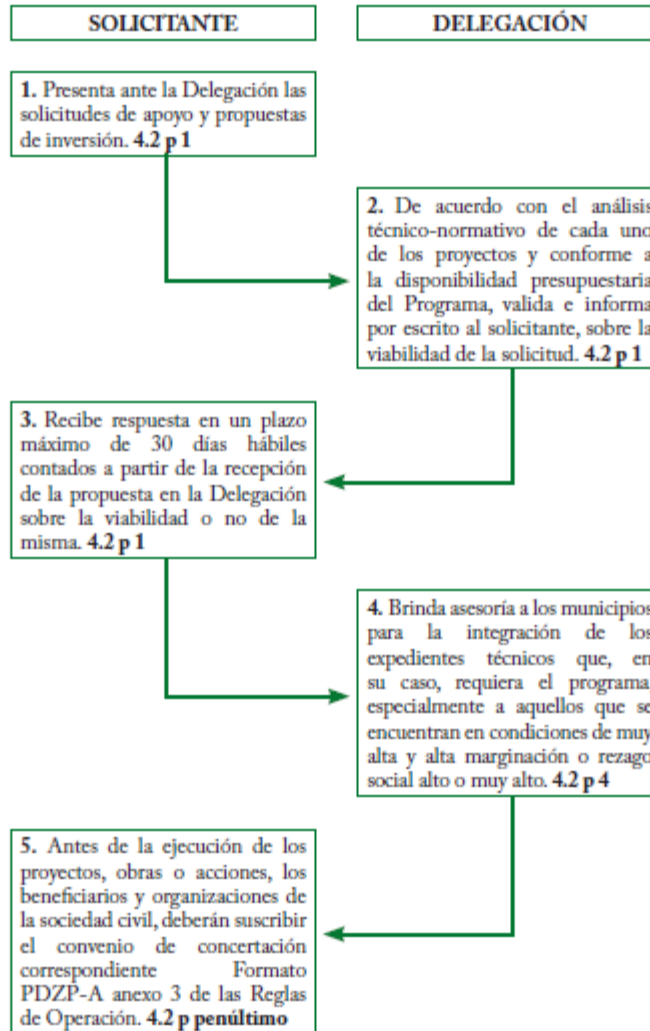 SOLICITANTE
DELEGACIÓN
1. Presenta ante la Delegación las
solicitudes de apoyo y propuestas
de inversión. 4.2 p 1
2. De acuerdo con el análisis
técnico-normativo de cada uno
de los proyectos y conforme a
la disponibilidad presupuestaria
del Programa, valida e informa
por escrito al solicitante, sobre la
viabilidad de la solicitud. 4.2 p 1
3. Recibe respuesta en un plazo
máximo de 30 días hábiles
contados a partir de la recepción
de la propuesta en la Delegación
sobre la viabilidad o no de la
misma. 4.2 p 1
4. Brinda asesoría a los municipios
para la integración de los
expedientes técnicos que, en
su caso, requiera el programa,
especialmente a aquellos que se
encuentran en condiciones de muy
alta y alta marginación o rezago
social alto o muy alto. 4.2 p 4
5. Antes de la ejecución de los
proyectos, obras o acciones, los
beneficiarios y organizaciones de
la sociedad civil, deberán suscribir
el convenio de concertación
correspondiente Formato
PDZP-A anexo 3 de las Reglas
de Operación. 4.2 p penúltimo